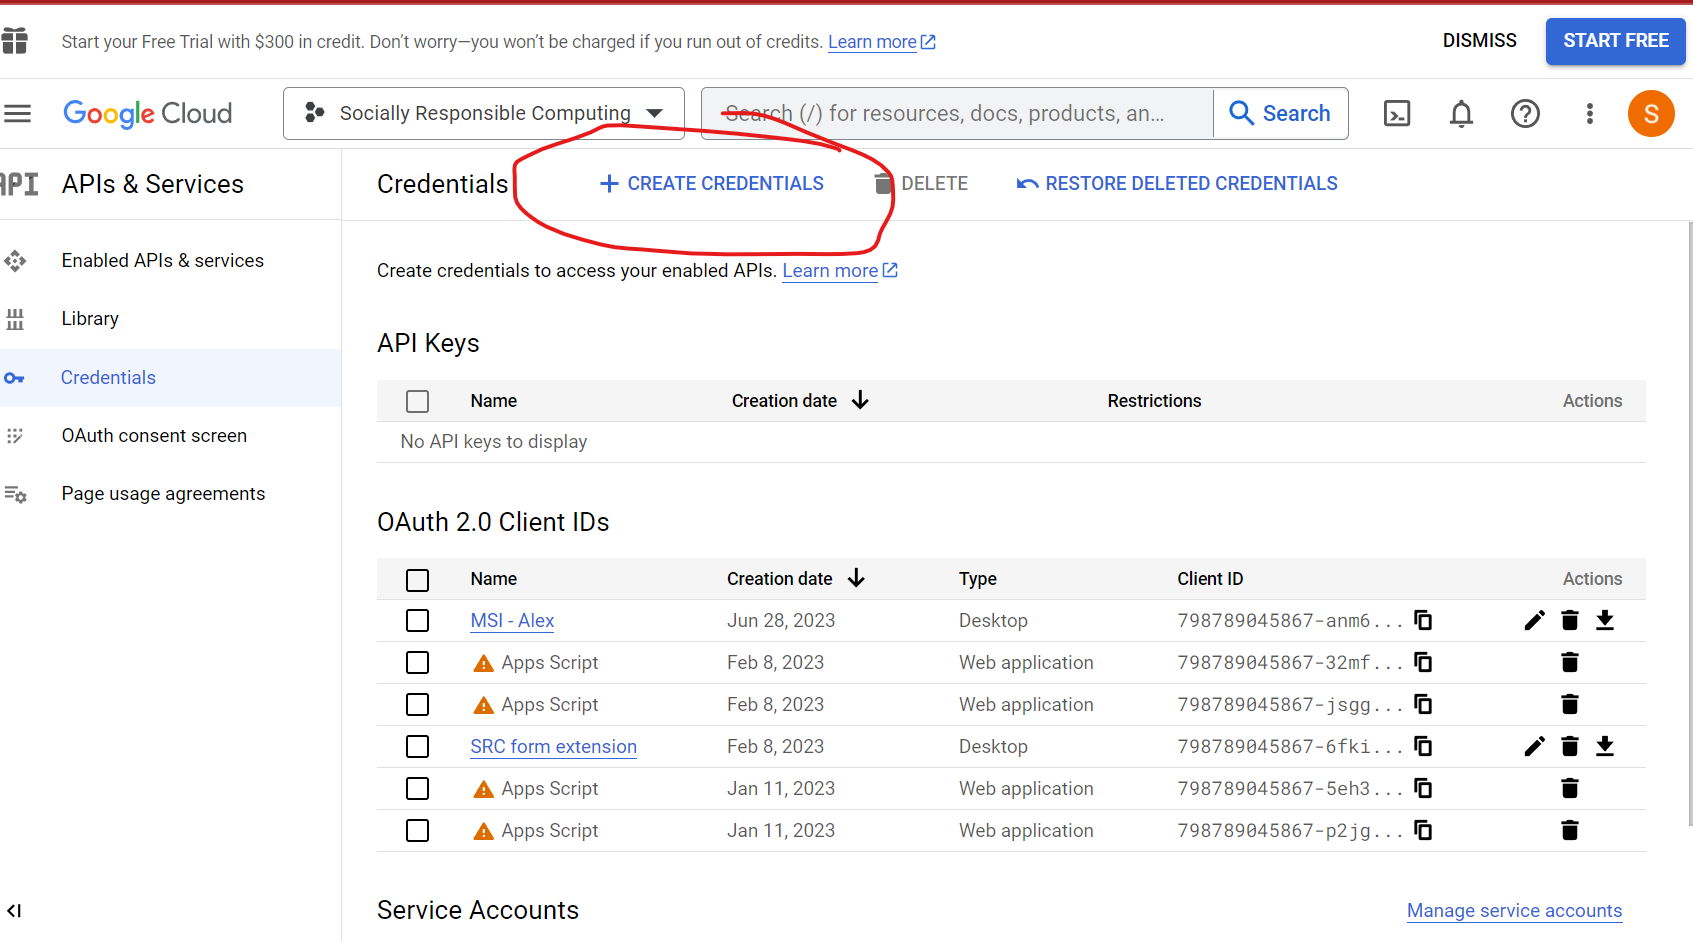 Start your Free Trial with $300 in credit. Don't worry—you won't be charged if you run out of credits. Learn more
DISMISS
START FREE
Google Cloud
Socially Responsible Computing
Search (/) for resources, docs, products, an...
Search
S
API
APIs & Services
Credentials
+ CREATE CREDENTIALS
DELETE
RESTORE DELETED CREDENTIALS
Enabled APIs & services
Library
Credentials
OAuth consent screen
Page usage agreements
Create credentials to access your enabled APIs. Learn more
API Keys
Name Creation date Restrictions Actions
No API keys to display
OAuth 2.0 Client IDs
Name Creation date Type Client ID Actions
MSI - Alex Jun 28, 2023 Desktop 798789045867-anm6...
Apps Script Feb 8, 2023 Web application 798789045867-32mf...
Apps Script Feb 8, 2023 Web application 798789045867-jsgg...
SRC form extension Feb 8, 2023 Desktop 798789045867-6fki...
Apps Script Jan 11, 2023 Web application 798789045867-5eh3...
Apps Script Jan 11, 2023 Web application 798789045867-p2jg...
Service Accounts
Manage service accounts